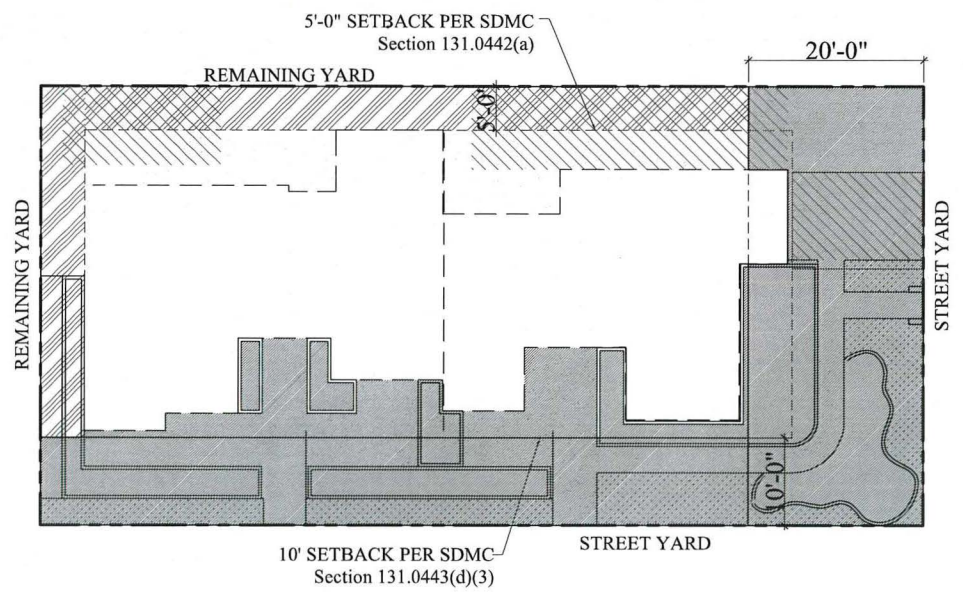 5'-0" SETBACK PER SDMC
Section 131.0442(a)
20'-0"
REMAINING YARD
5'-0"
REMAINING YARD
STREET YARD
10'-0"
STREET YARD
10' SETBACK PER SDMC
Section 131.0443(d)(3)